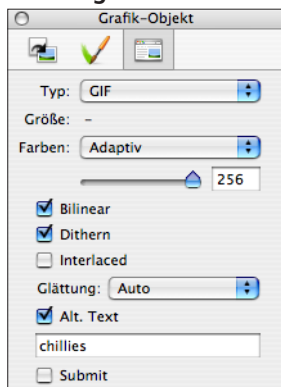 Grafik-Objekt
Typ: GIF
Größe: –
Farben: Adaptiv
256
Bilinear
Dithern
Interlaced
Glättung: Auto
Alt. Text
chillies
Submit